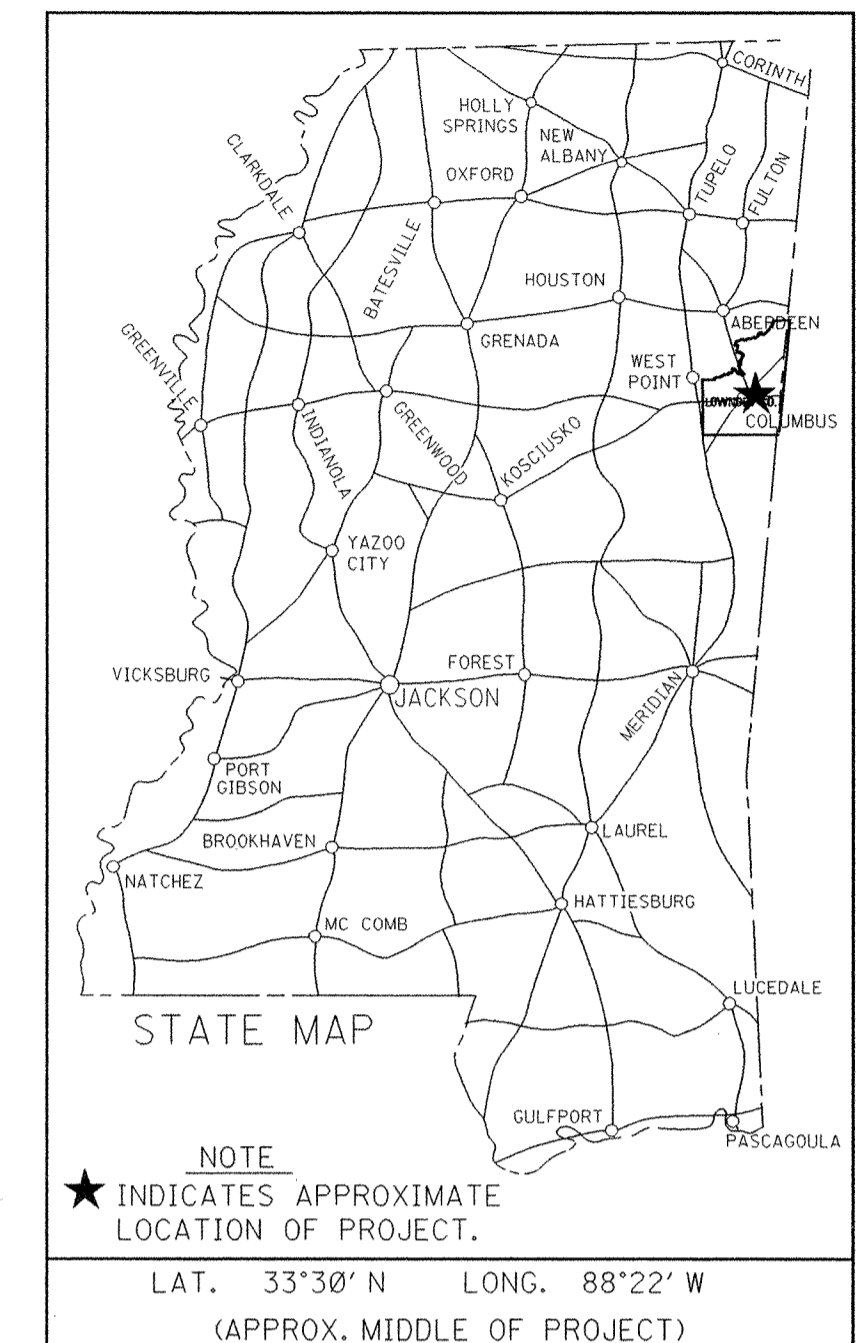 CORINTH
HOLLY
SPRINGS
NEW
ALBANY
CLARKDALE
OXFORD
TUPELO
FULTON
BATESVILLE
HOUSTON
ABERDEEN
GREENVILLE
GRENADA
WEST
POINT
COLUMBUS
INDIANOLA
GREENWOOD
KOSCIUSKO
YAZOO
CITY
VICKSBURG
FOREST
JACKSON
MERIDIAN
PORT
GIBSON
BROOKHAVEN
LAUREL
NATCHEZ
HATTIESBURG
MC COMB
LUCEDALE
STATE MAP
GULFPORT
PASCAGOULA
NOTE
INDICATES APPROXIMATE
LOCATION OF PROJECT.
LAT. 33°30' N LONG. 88°22' W
(APPROX. MIDDLE OF PROJECT)